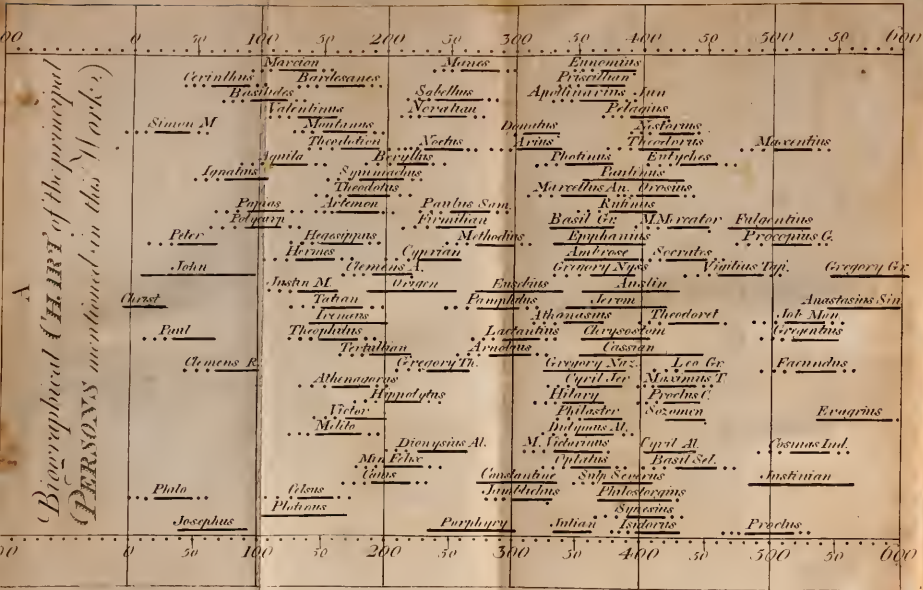 00 0 50 100 50 200 50 300 50 400 50 500 50 600
A
Biographical CHART of the principal
PERSONS mentioned in this Work
Marcion Manes Eunomius
Cerinthus Bardesanes Priscillian
Basilides Sabellius Apollinarius Jun
Valentinus Novatian Pelagius
Simon M Montanus Donatus Nestorius
Theodotion Noetus Arius Theodorus Maxentius
Aquila Beryllus Photinus Eutyches
Ignatius Symmachus Paulinus
Theodotus Marcellus An. Orosius
Papias Artemon Paulus Sam. Rufinus
Polycarp Firmilian Basil Gr. M.Mercator Fulgentius
Peter Hegesippus Methodius Epyphanius Procopius G.
Hermes Cyprian Ambrose Socrates
John Clemens A. Gregory Nyss Vigilius Tap. Gregory Gr.
Justin M. Origen Eusebius Austin
Christ Tatian Pamphilus Jerom Anastasius Sin.
Irenæus Athanasius Theodoret Job Mon
Paul Theophilus Lactantius Chrysostom Gregentius
Tertullian Arnobius Cassian
Clemens R. Gregory Th. Gregory Naz. Leo Gr. Facundus
Athenagoras Cyril Jer Maximus T
Hyppolytus Hilary Proclus C.
Victor Philaster Sozomen Evagrius
Melito Didymus Al.
Dionysius Al. M. Victorinus Cyril Al. Cosmas Ind.
Min Felix Optatus Basil Sel.
Caius Constantine Sulp Severus Justinian
Philo Celsus Jamblichus Philostorgius
Plotinus Synesius
Josephus Porphyry Julian Isidorus Proclus
00 0 50 100 50 200 50 300 50 400 50 500 50 600